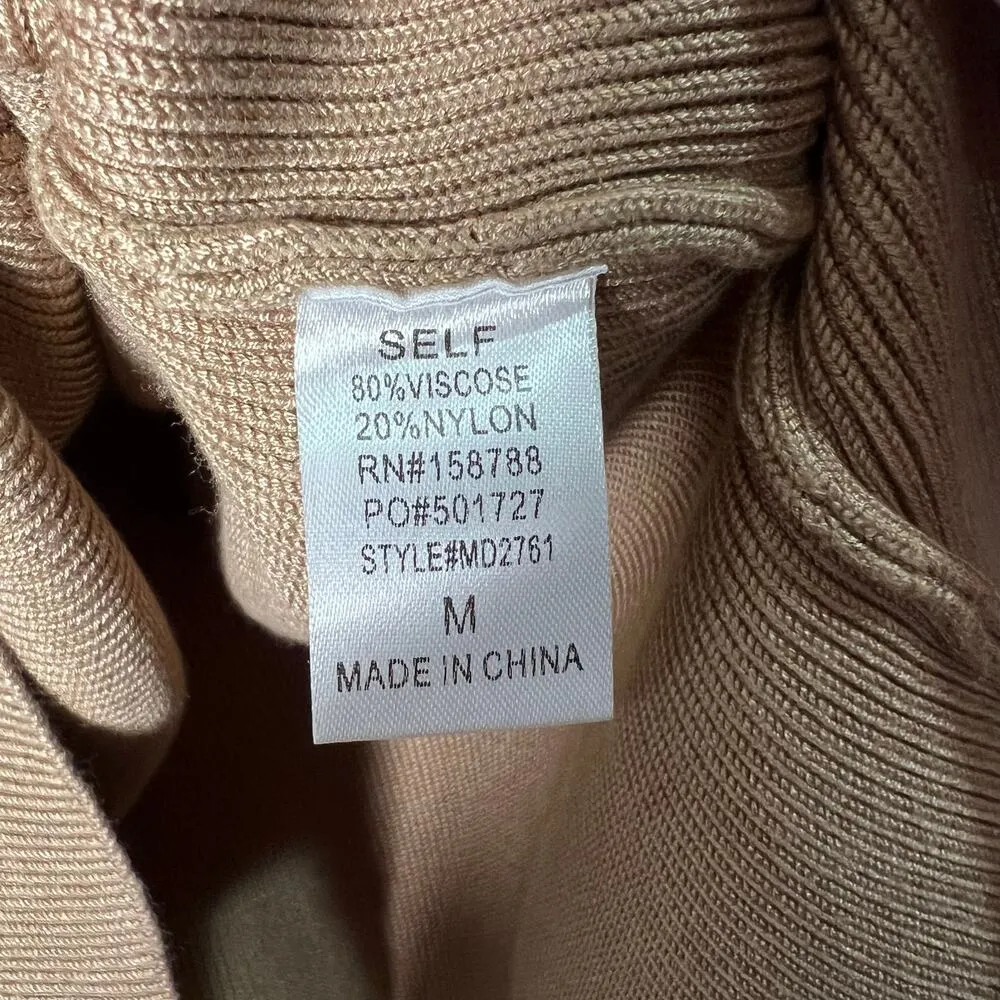 SELF
80%VISCOSE
20%NYLON
RN#158788
PO#501727
STYLE#MD2761
M
MADE IN CHINA